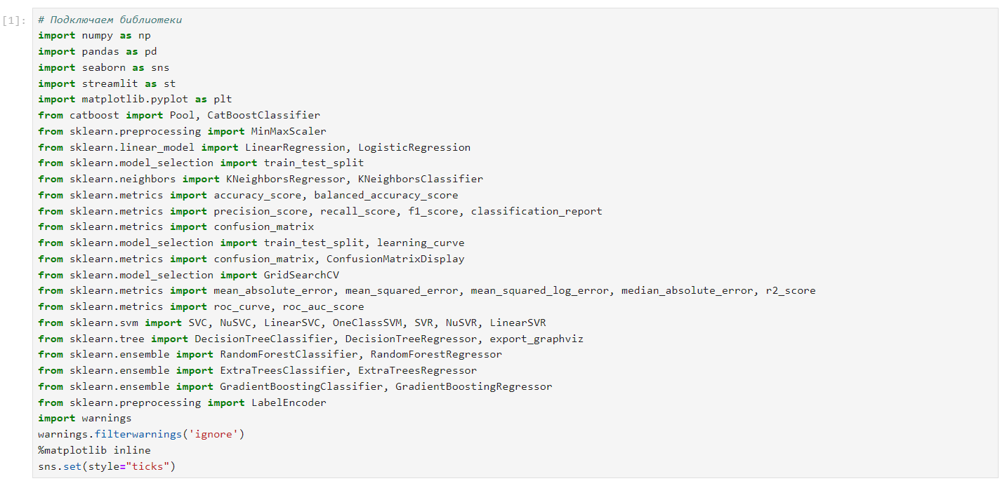 [1]: # Подключаем библиотеки
import numpy as np
import pandas as pd
import seaborn as sns
import streamlit as st
import matplotlib.pyplot as plt
from catboost import Pool, CatBoostClassifier
from sklearn.preprocessing import MinMaxScaler
from sklearn.linear_model import LinearRegression, LogisticRegression
from sklearn.model_selection import train_test_split
from sklearn.neighbors import KNeighborsRegressor, KNeighborsClassifier
from sklearn.metrics import accuracy_score, balanced_accuracy_score
from sklearn.metrics import precision_score, recall_score, f1_score, classification_report
from sklearn.metrics import confusion_matrix
from sklearn.model_selection import train_test_split, learning_curve
from sklearn.metrics import confusion_matrix, ConfusionMatrixDisplay
from sklearn.model_selection import GridSearchCV
from sklearn.metrics import mean_absolute_error, mean_squared_error, mean_squared_log_error, median_absolute_error, r2_score
from sklearn.metrics import roc_curve, roc_auc_score
from sklearn.svm import SVC, NuSVC, LinearSVC, OneClassSVM, SVR, NuSVR, LinearSVR
from sklearn.tree import DecisionTreeClassifier, DecisionTreeRegressor, export_graphviz
from sklearn.ensemble import RandomForestClassifier, RandomForestRegressor
from sklearn.ensemble import ExtraTreesClassifier, ExtraTreesRegressor
from sklearn.ensemble import GradientBoostingClassifier, GradientBoostingRegressor
from sklearn.preprocessing import LabelEncoder
import warnings
warnings.filterwarnings('ignore')
%matplotlib inline
sns.set(style="ticks")